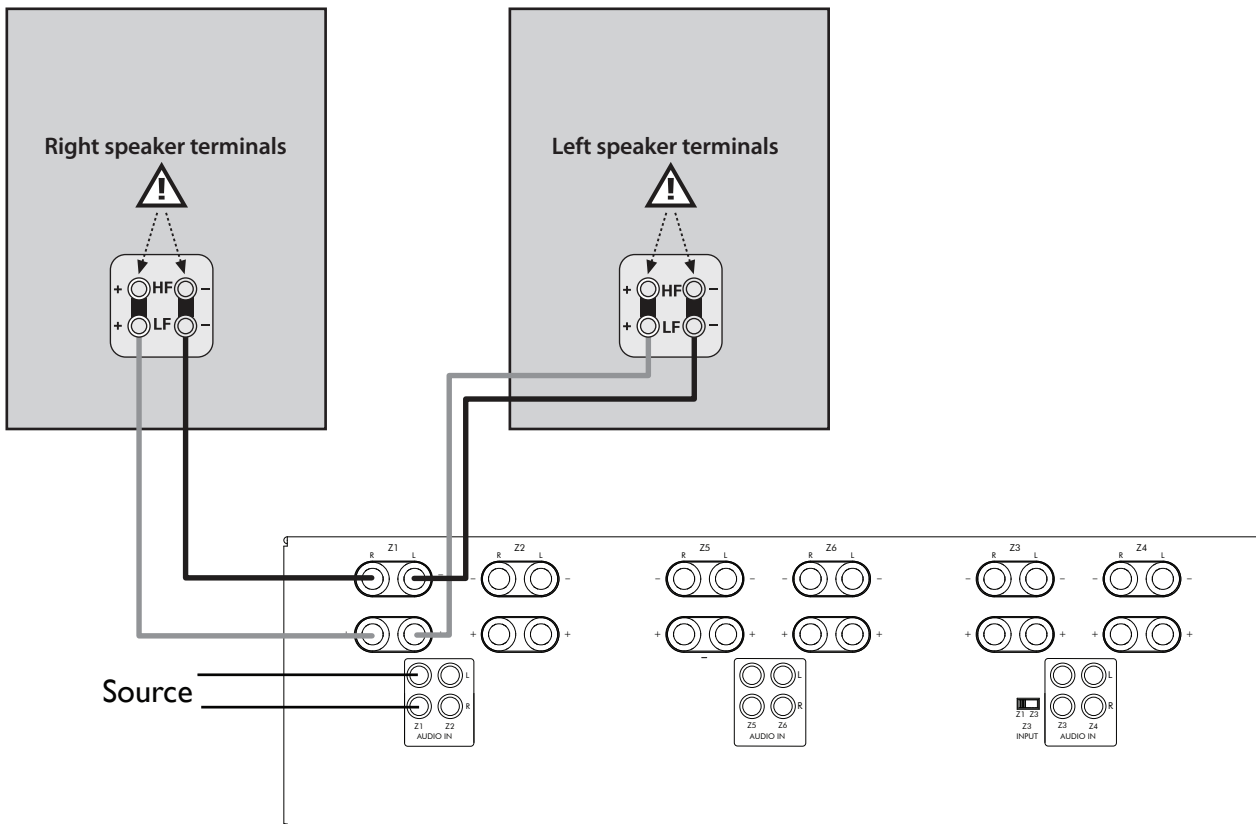 Right speaker terminals
Left speaker terminals
!
!
+ HF −
+ LF −
+ HF −
+ LF −
Z1
R L
Z2
R L
Z5
R L
Z6
R L
Z3
R L
Z4
R L
− − − − − − − − −
+ + + + + + + + +
−
Source
L
R
Z1 Z2
AUDIO IN
L
R
Z5 Z6
AUDIO IN
Z1 Z3
Z3
INPUT
L
R
Z3 Z4
AUDIO IN